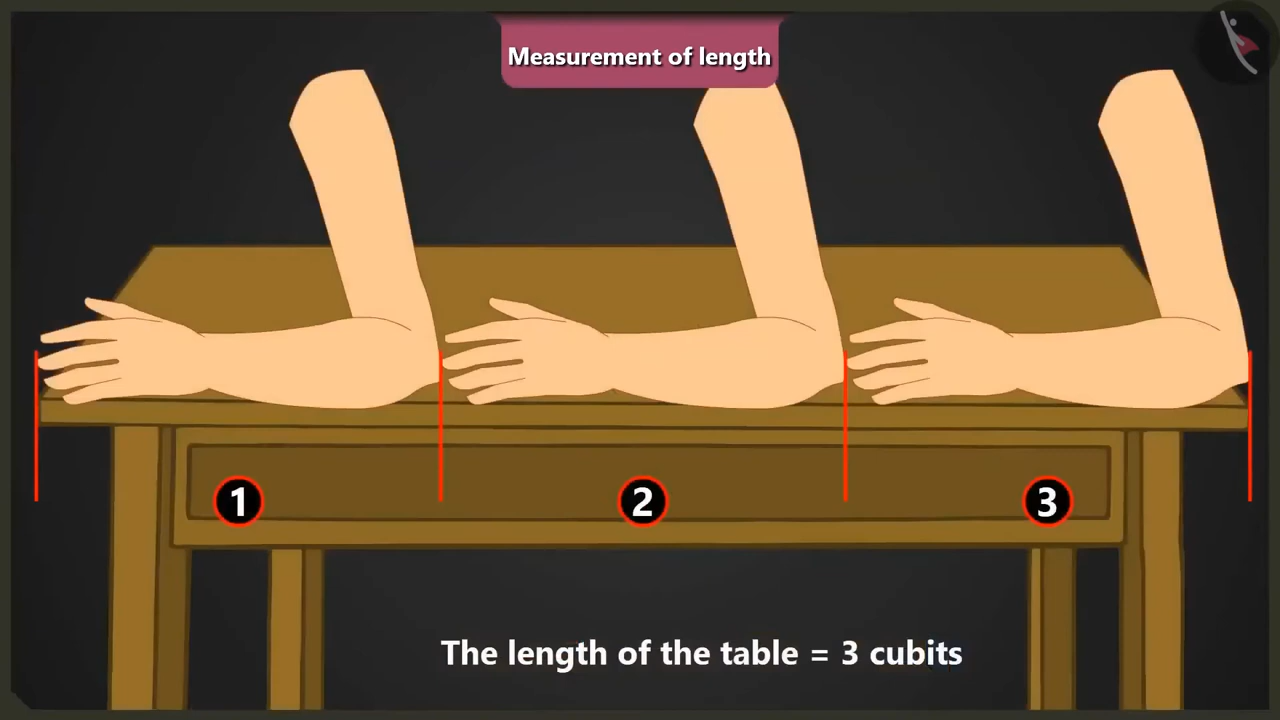 Measurement of length
1
2
3
The length of the table = 3 cubits